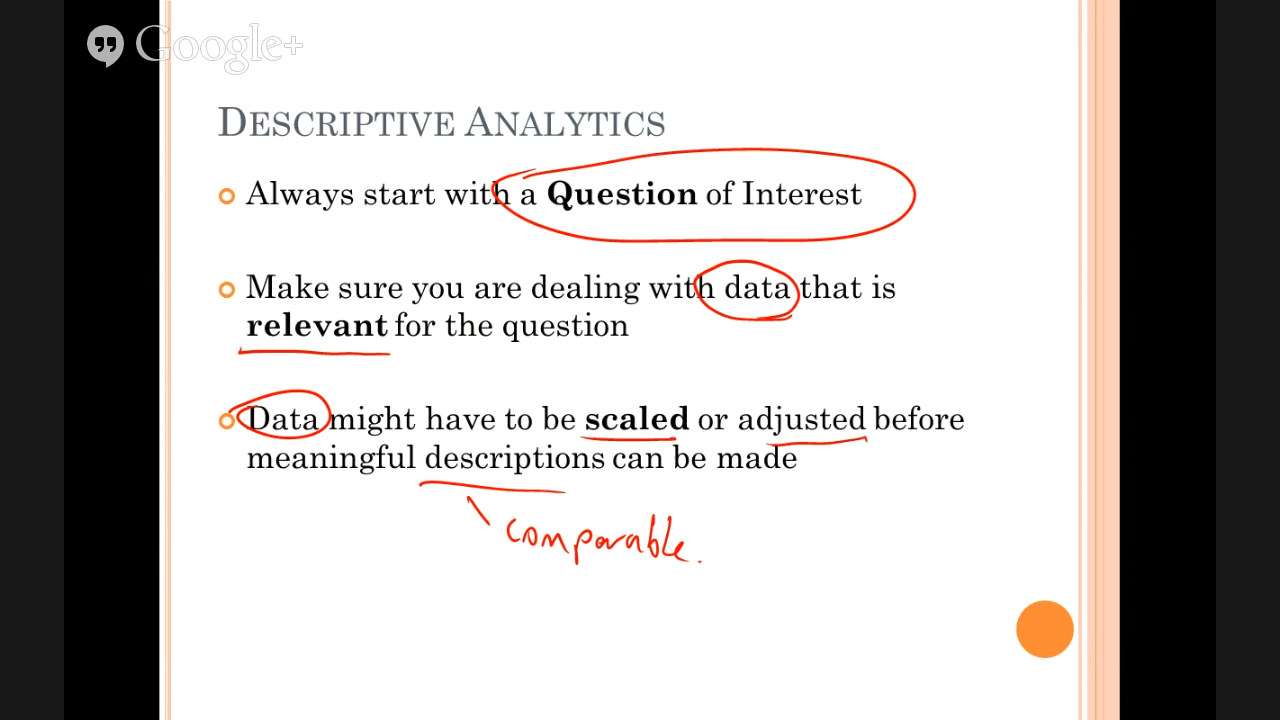 Google+
DESCRIPTIVE ANALYTICS
Always start with a Question of Interest
Make sure you are dealing with data that is
relevant for the question
Data might have to be scaled or adjusted before
meaningful descriptions can be made
comparable.